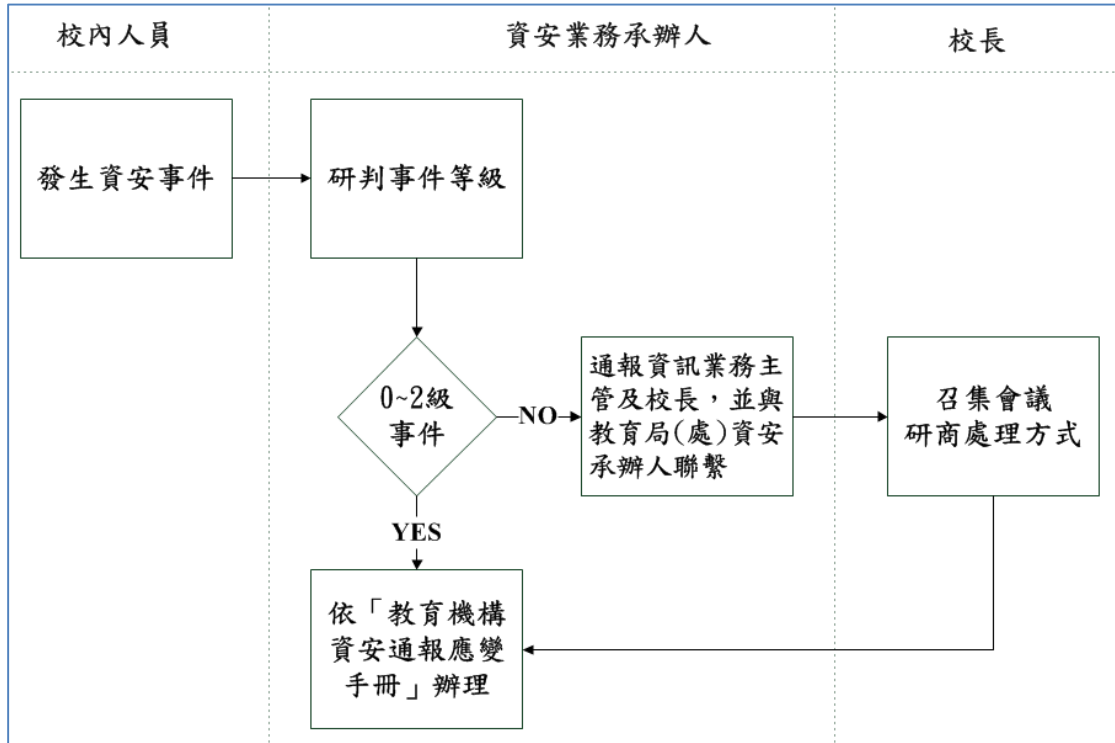 校內人員
資安業務承辦人
校長
發生資安事件
研判事件等級
0~2級
事件
NO
通報資訊業務主
管及校長，並與
教育局(處)資安
承辦人聯繫
召集會議
研商處理方式
YES
依「教育機構
資安通報應變
手冊」辦理